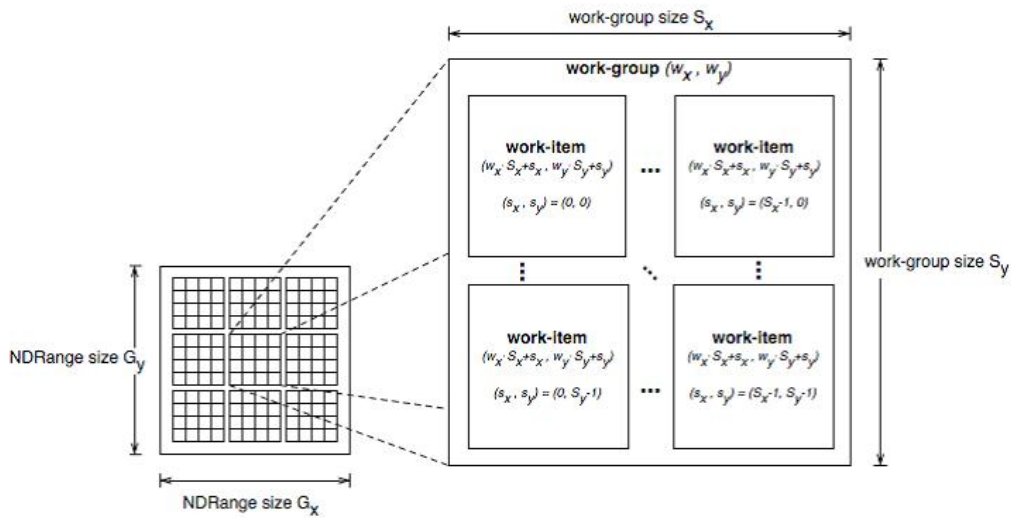 work-group size Sx
work-group (wx , wy)
work-item
(wx· Sx+sx , wy· Sy+sy)
(sx , sy) = (0, 0)
...
work-item
(wx· Sx+sx , wy· Sy+sy)
(sx , sy) = (Sx-1, 0)
work-group size Sy
work-item
(wx· Sx+sx , wy· Sy+sy)
(sx , sy) = (0, Sy-1)
...
work-item
(wx· Sx+sx , wy· Sy+sy)
(sx , sy) = (Sx-1, Sy-1)
NDRange size Gy
NDRange size Gx